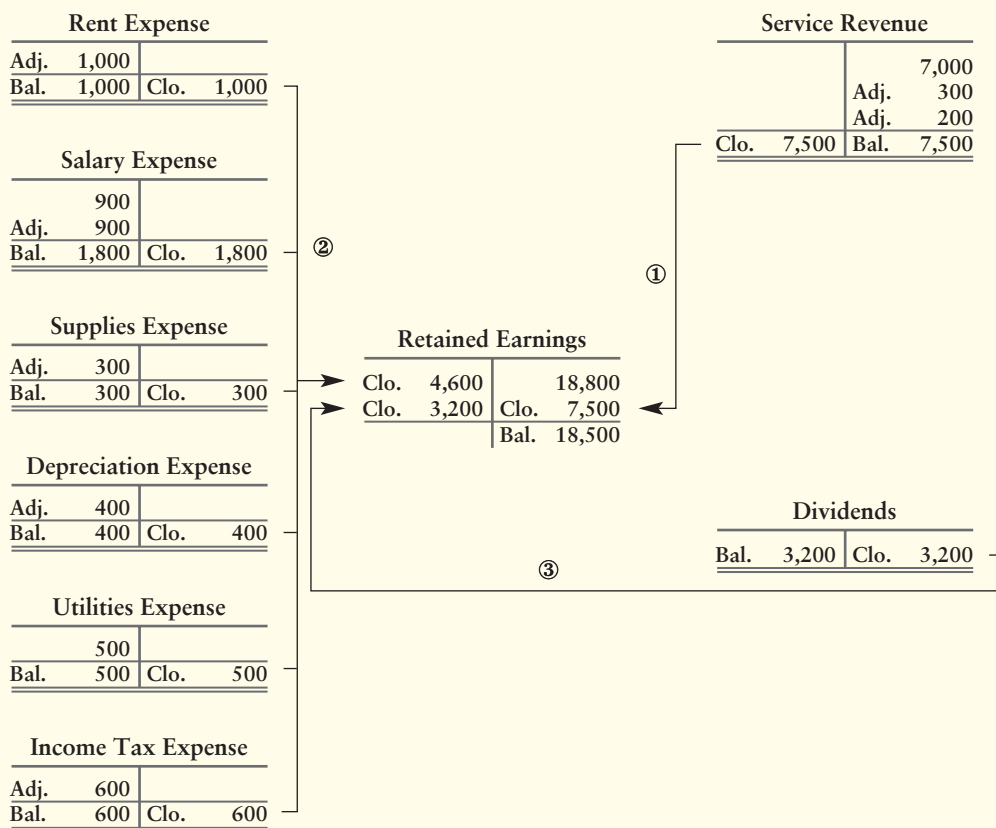 Rent Expense
Adj. 1,000
Bal. 1,000 Clo. 1,000
Salary Expense
900
Adj. 900
Bal. 1,800 Clo. 1,800
Supplies Expense
Adj. 300
Bal. 300 Clo. 300
Depreciation Expense
Adj. 400
Bal. 400 Clo. 400
Utilities Expense
500
Bal. 500 Clo. 500
Income Tax Expense
Adj. 600
Bal. 600 Clo. 600
②
Retained Earnings
Clo. 4,600 18,800
Clo. 3,200 Clo. 7,500
Bal. 18,500
③
Service Revenue
7,000
Adj. 300
Adj. 200
Clo. 7,500 Bal. 7,500
①
Dividends
Bal. 3,200 Clo. 3,200